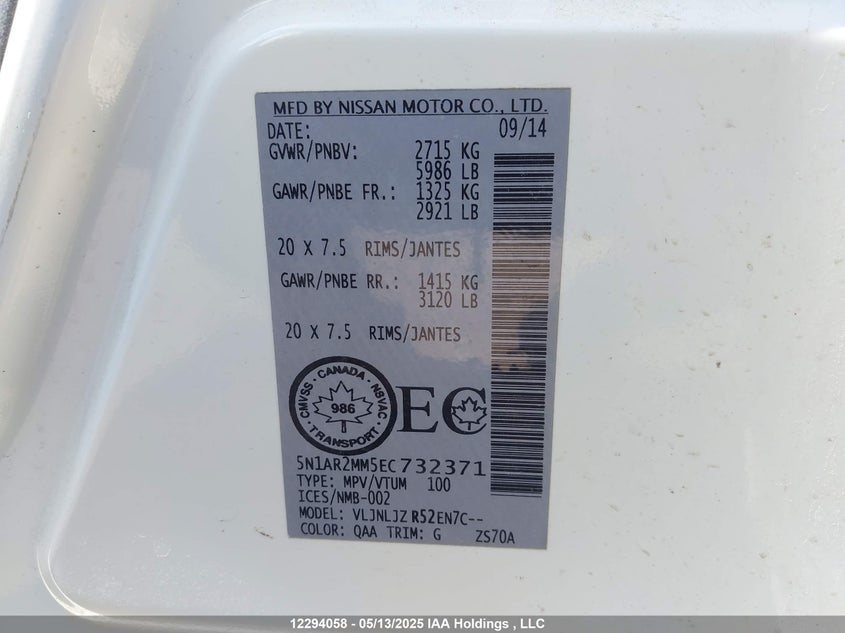 MFD BY NISSAN MOTOR CO., LTD.
DATE: 09/14
GVWR/PNBV: 2715 KG
5986 LB
GAWR/PNBE FR.: 1325 KG
2921 LB
20 X 7.5 RIMS/JANTES
GAWR/PNBE RR.: 1415 KG
3120 LB
20 X 7.5 RIMS/JANTES
CANADA
CMVSS · NSVAC
986
TRANSPORT
EC
5N1AR2MM5EC732371
TYPE: MPV/VTUM 100
ICES/NMB-002
MODEL: VLJNLJZ R52EN7C--
COLOR: QAA TRIM: G ZS70A
12294058 - 05/13/2025 IAA Holdings , LLC